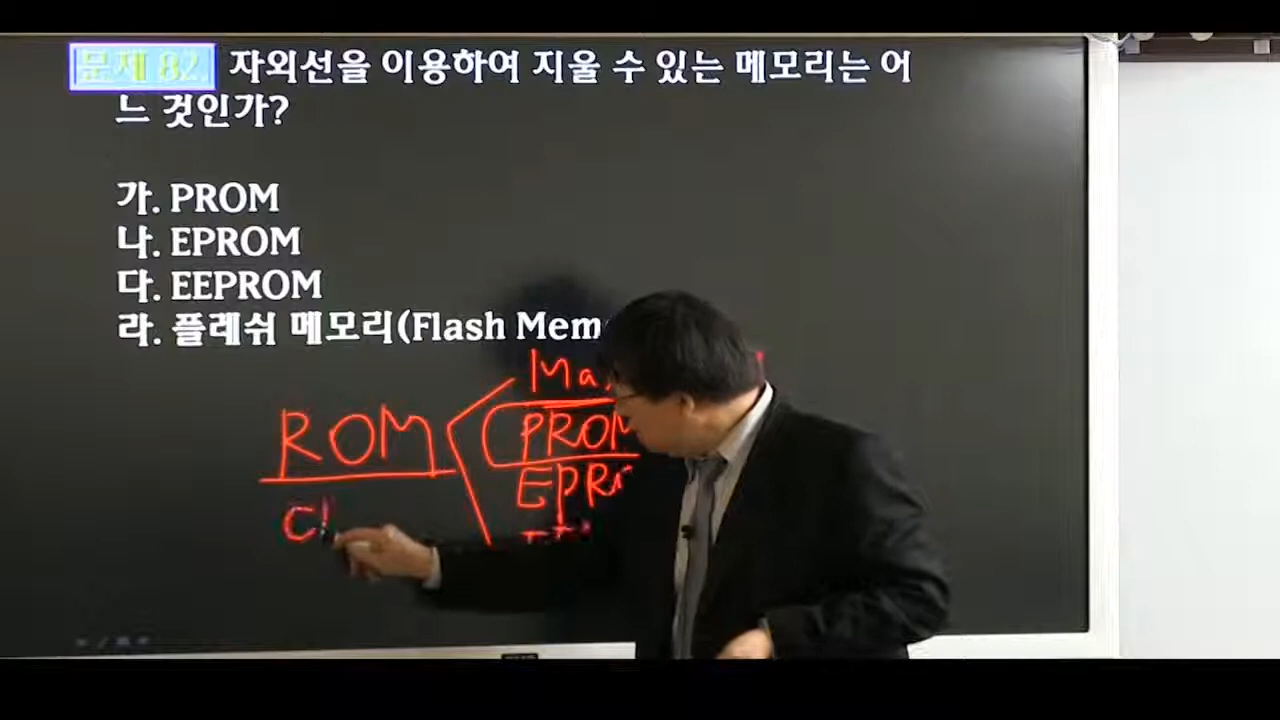 문제 82. 자외선을 이용하여 지울 수 있는 메모리는 어
느 것인가?
가. PROM
나. EPROM
다. EEPROM
라. 플레쉬 메모리(Flash Mem
Mas
ROM
PROM
EPR